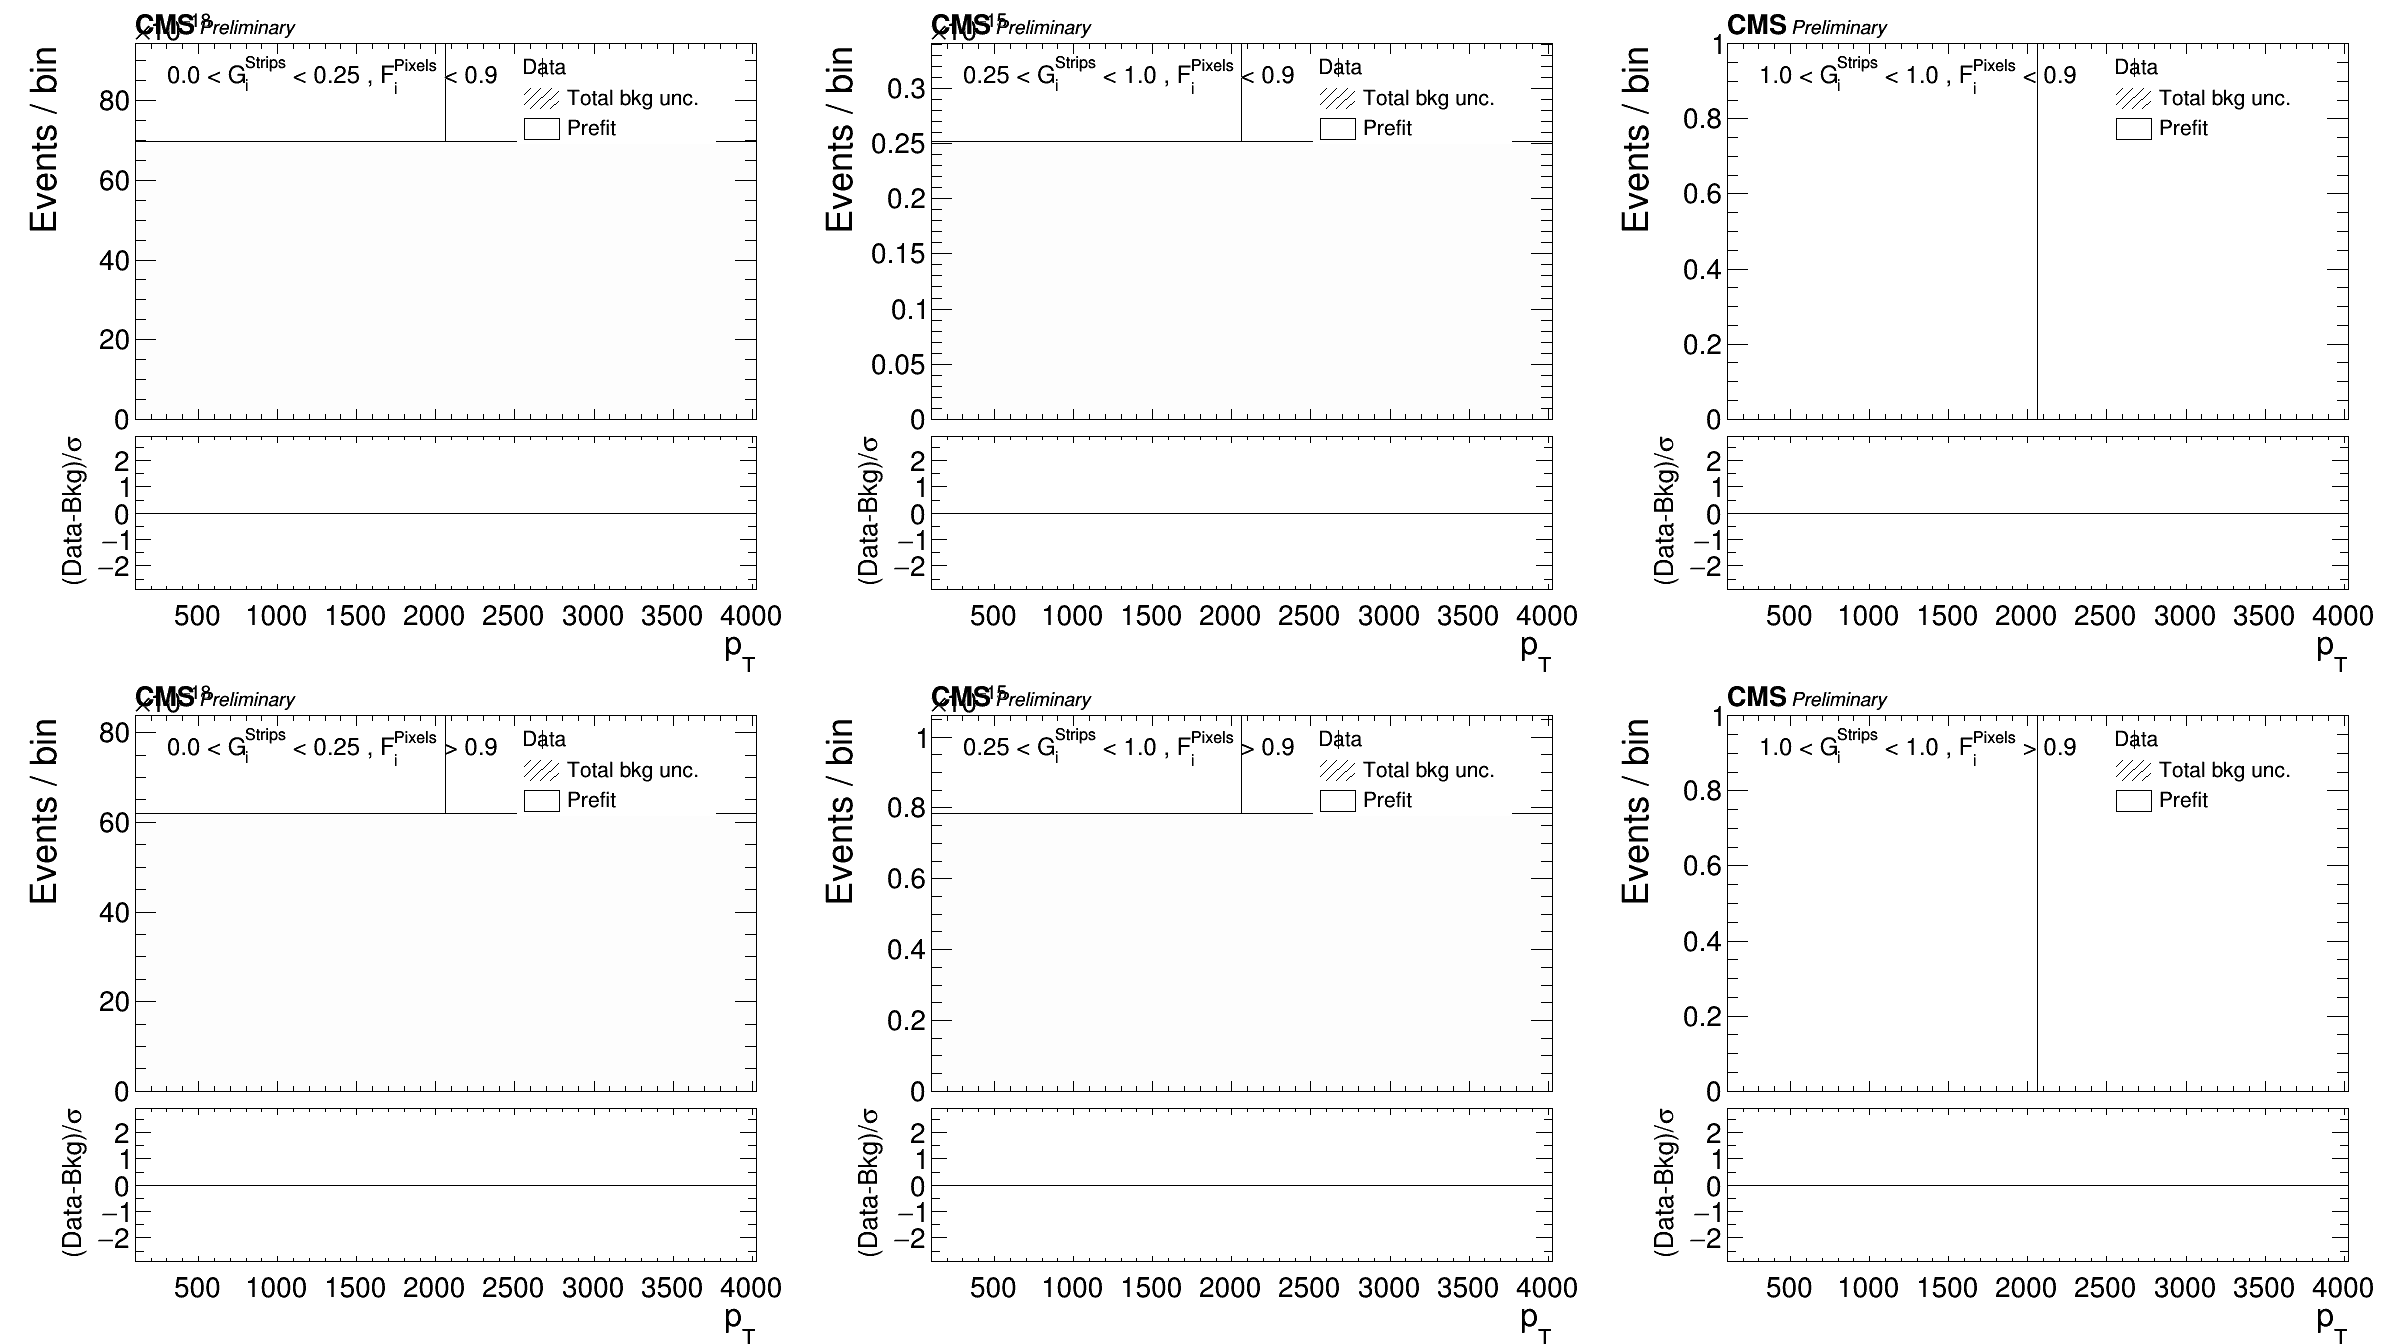 CMS Preliminary
×10^18
0.0 < G_i^Strips < 0.25 , F_i^Pixels < 0.9
Data
Total bkg unc.
Prefit
Events / bin
80
60
40
20
0
(Data-Bkg)/σ
2
1
0
−1
−2
500 1000 1500 2000 2500 3000 3500 4000
p_T
CMS Preliminary
×10^15
0.25 < G_i^Strips < 1.0 , F_i^Pixels < 0.9
Data
Total bkg unc.
Prefit
Events / bin
0.3
0.25
0.2
0.15
0.1
0.05
0
(Data-Bkg)/σ
2
1
0
−1
−2
500 1000 1500 2000 2500 3000 3500 4000
p_T
CMS Preliminary
1.0 < G_i^Strips < 1.0 , F_i^Pixels < 0.9
Data
Total bkg unc.
Prefit
Events / bin
1
0.8
0.6
0.4
0.2
0
(Data-Bkg)/σ
2
1
0
−1
−2
500 1000 1500 2000 2500 3000 3500 4000
p_T
CMS Preliminary
×10^18
0.0 < G_i^Strips < 0.25 , F_i^Pixels > 0.9
Data
Total bkg unc.
Prefit
Events / bin
80
60
40
20
0
(Data-Bkg)/σ
2
1
0
−1
−2
500 1000 1500 2000 2500 3000 3500 4000
p_T
CMS Preliminary
×10^15
0.25 < G_i^Strips < 1.0 , F_i^Pixels > 0.9
Data
Total bkg unc.
Prefit
Events / bin
1
0.8
0.6
0.4
0.2
0
(Data-Bkg)/σ
2
1
0
−1
−2
500 1000 1500 2000 2500 3000 3500 4000
p_T
CMS Preliminary
1.0 < G_i^Strips < 1.0 , F_i^Pixels > 0.9
Data
Total bkg unc.
Prefit
Events / bin
1
0.8
0.6
0.4
0.2
0
(Data-Bkg)/σ
2
1
0
−1
−2
500 1000 1500 2000 2500 3000 3500 4000
p_T